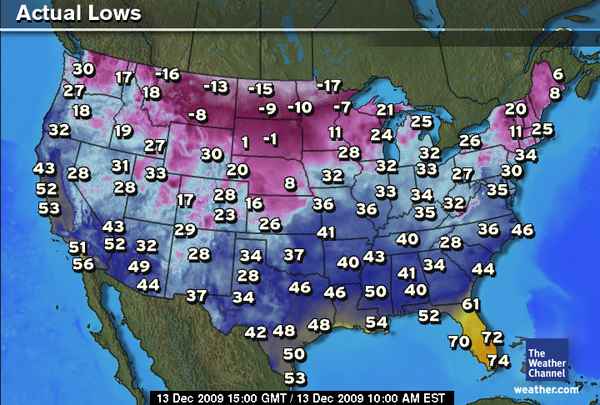 Actual Lows
30 17 -16 -13 -15 -17 6
27 18 -9 -10 -7 21 8
18 -8 20
32 19 27 1 -1 11 24 25 11 25
30 28 32 26 34
43 28 31 33 20 8 32 32 33 27 30
52 28 17 28 16 33 34 32 35
53 23 36 36 35
43 29 26 41 40 28 36 46
51 52 32 28 34 37 40 43
56 49 28 41 34 44
44 37 34 46 46 50 40
42 48 48 54 52 61
50 70 72
53 74
The
Weather
Channel
weather.com
13 Dec 2009 15:00 GMT / 13 Dec 2009 10:00 AM EST